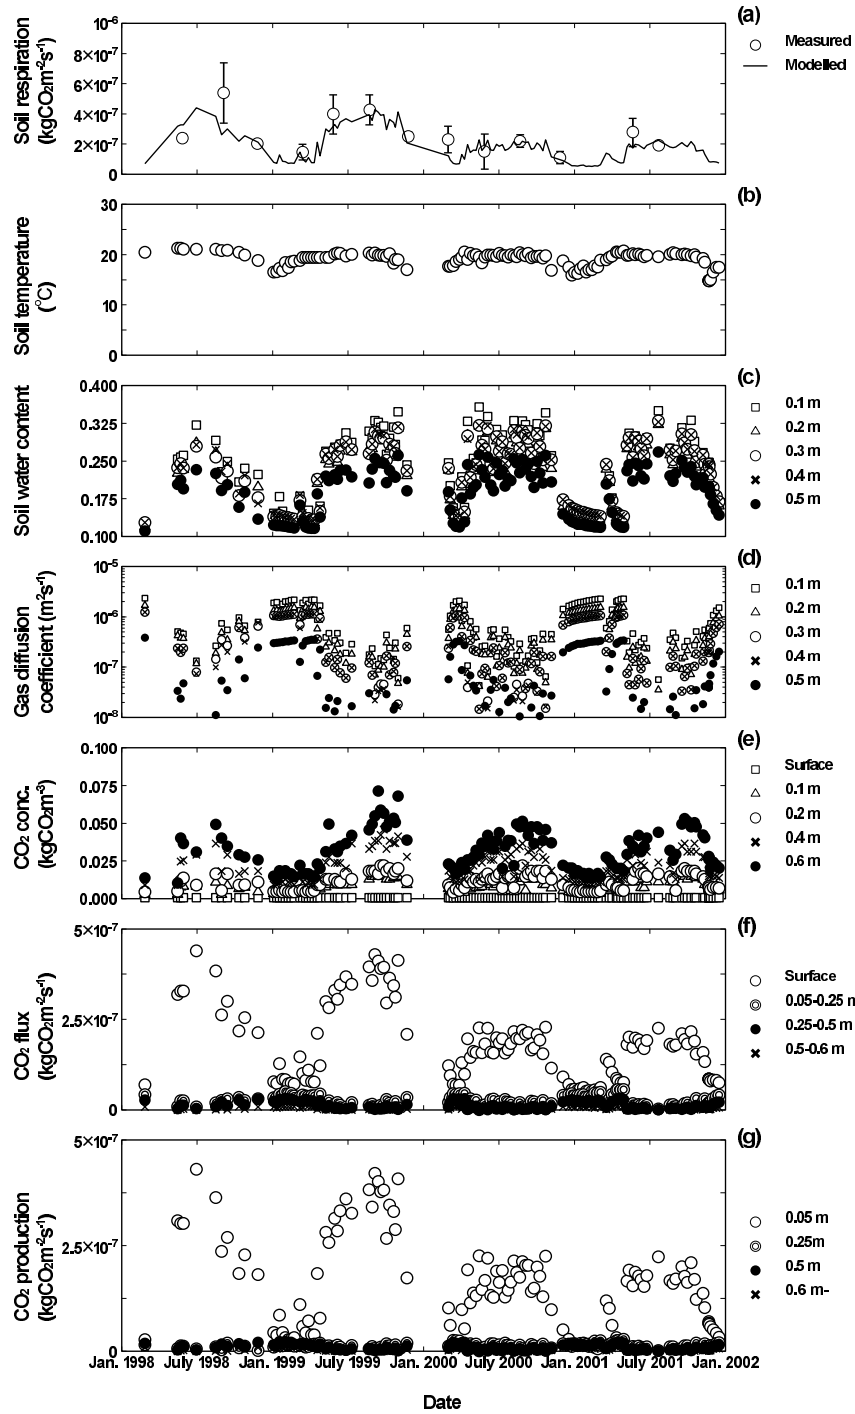 (a)
Soil respiration
(kgCO₂m⁻²s⁻¹)
10⁻⁶
8×10⁻⁷
6×10⁻⁷
4×10⁻⁷
2×10⁻⁷
0
Measured
Modelled
(b)
Soil temperature
(°C)
30
20
10
0
(c)
Soil water content
0.400
0.325
0.250
0.175
0.100
0.1 m
0.2 m
0.3 m
0.4 m
0.5 m
(d)
Gas diffusion
coefficient (m²s⁻¹)
10⁻⁵
10⁻⁶
10⁻⁷
10⁻⁸
0.1 m
0.2 m
0.3 m
0.4 m
0.5 m
(e)
CO₂ conc.
(kgCO₂m⁻³)
0.100
0.075
0.050
0.025
0.000
Surface
0.1 m
0.2 m
0.4 m
0.6 m
(f)
CO₂ flux
(kgCO₂m⁻²s⁻¹)
5×10⁻⁷
2.5×10⁻⁷
0
Surface
0.05-0.25 m
0.25-0.5 m
0.5-0.6 m
(g)
CO₂ production
(kgCO₂m⁻²s⁻¹)
5×10⁻⁷
2.5×10⁻⁷
0
0.05 m
0.25m
0.5 m
0.6 m-
Jan. 1998 July 1998 Jan. 1999 July 1999 Jan. 2000 July 2000 Jan. 2001 July 2001 Jan. 2002
Date